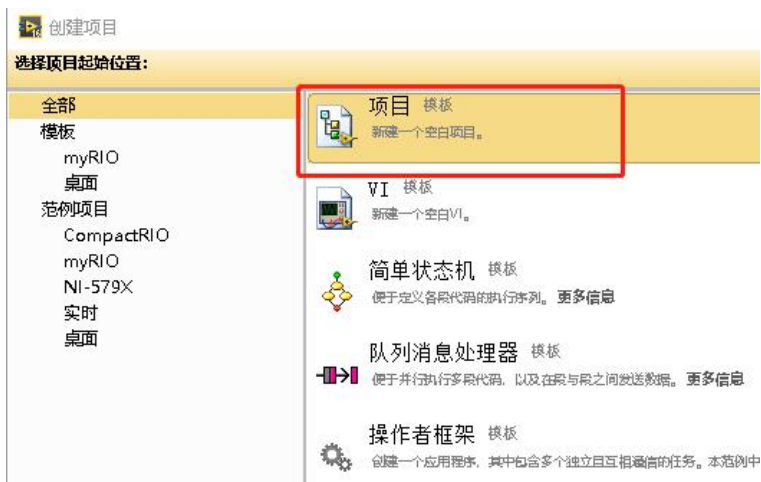 创建项目
选择项目起始位置:
全部
模板
myRIO
桌面
范例项目
CompactRIO
myRIO
NI-579X
实时
桌面
项目 模板
新建一个空白项目。
VI 模板
新建一个空白VI。
简单状态机 模板
便于定义各段代码的执行序列。更多信息
队列消息处理器 模板
便于并行执行多段代码，以及在段与段之间发送数据。更多信息
操作者框架 模板
创建一个应用程序，其中包含多个独立且互相通信的任务。本范例中